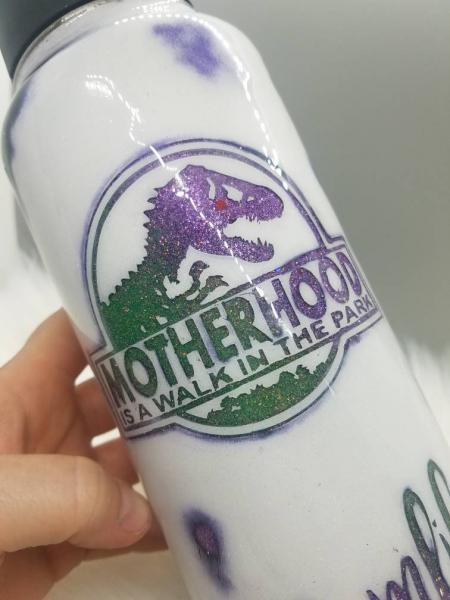 MOTHERHOOD
IS A WALK IN THE PARK